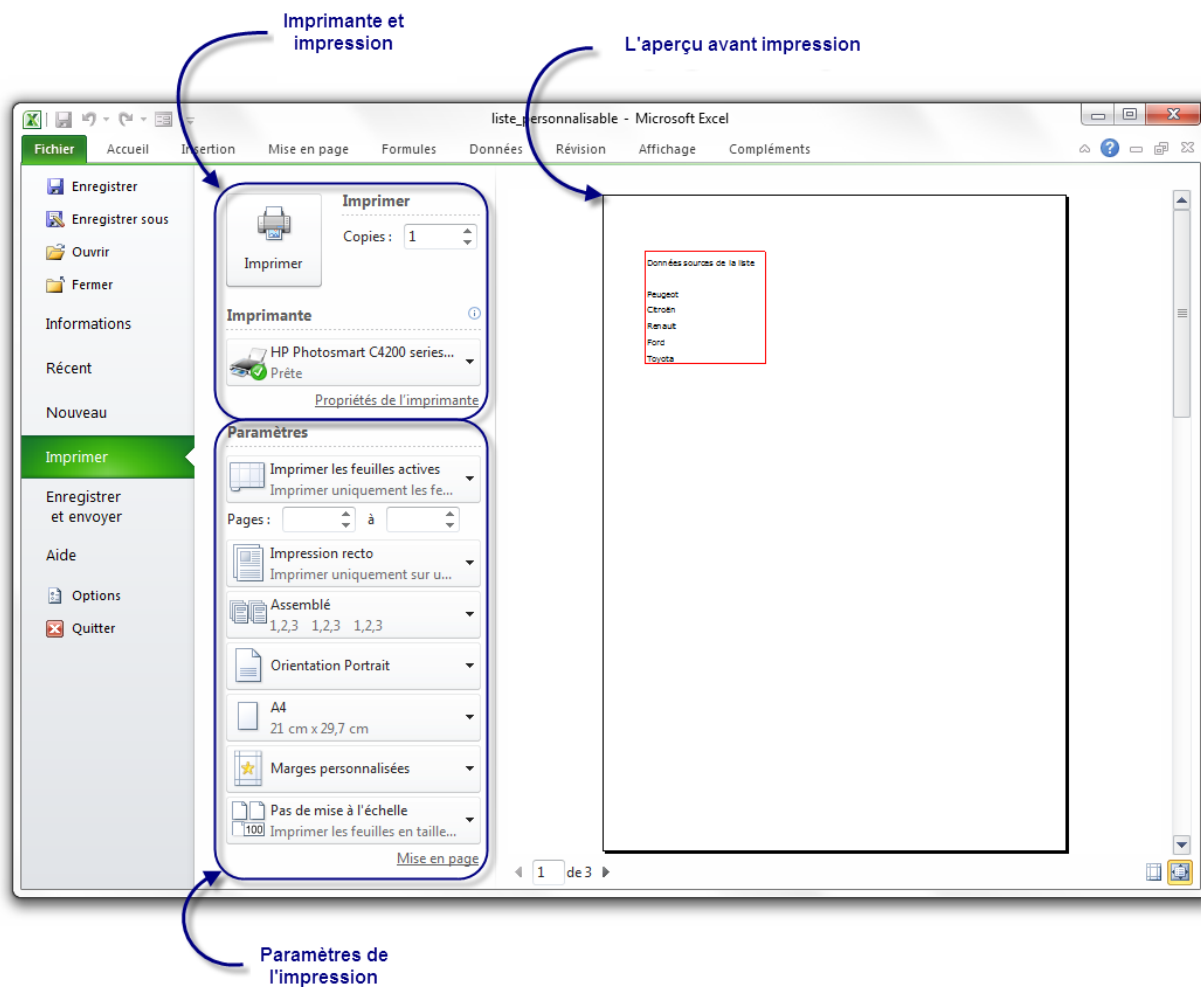 Imprimante et
impression
L'aperçu avant impression
liste_personnalisable - Microsoft Excel
Fichier Accueil Insertion Mise en page Formules Données Révision Affichage Compléments
Enregistrer
Enregistrer sous
Ouvrir
Fermer
Informations
Récent
Nouveau
Imprimer
Enregistrer
et envoyer
Aide
Options
Quitter
Imprimer
Imprimer
Copies : 1
Imprimante
HP Photosmart C4200 series...
Prête
Propriétés de l'imprimante
Paramètres
Imprimer les feuilles actives
Imprimer uniquement les fe...
Pages : à
Impression recto
Imprimer uniquement sur u...
Assemblé
1,2,3 1,2,3 1,2,3
Orientation Portrait
A4
21 cm x 29,7 cm
Marges personnalisées
100
Pas de mise à l'échelle
Imprimer les feuilles en taille...
Mise en page
Données sources de la liste
Peugeot
Citroën
Renaut
Ford
Toyota
1 de 3
Paramètres de
l'impression